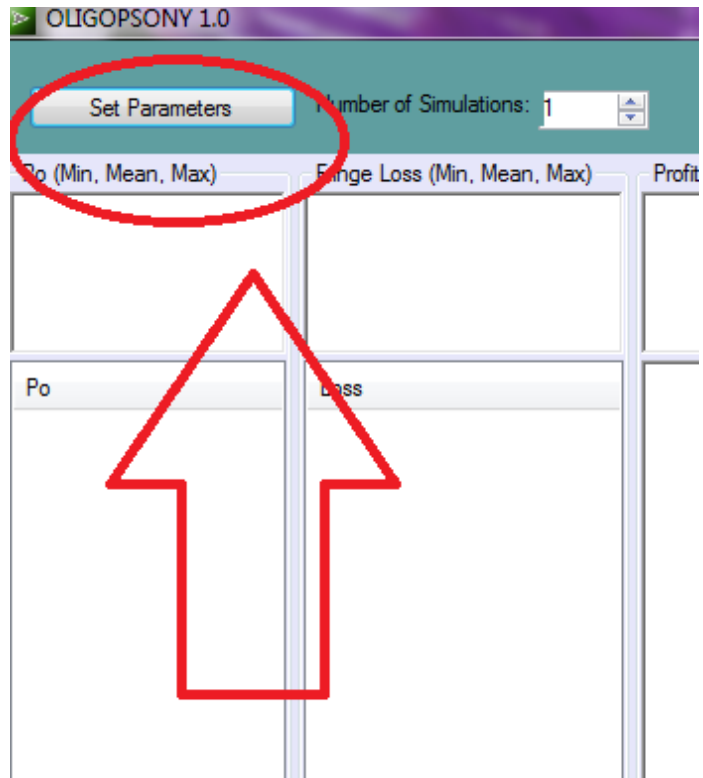 OLIGOPSONY 1.0
Set Parameters
Number of Simulations: 1
Po (Min, Mean, Max)
Range Loss (Min, Mean, Max)
Profit
Po
Loss